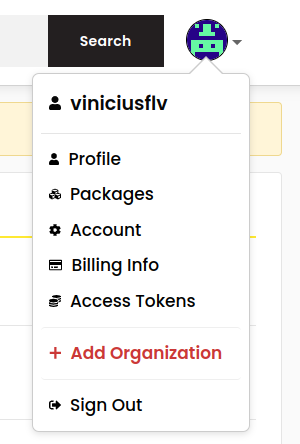 Search
viniciusflv
Profile
Packages
Account
Billing Info
Access Tokens
+ Add Organization
Sign Out